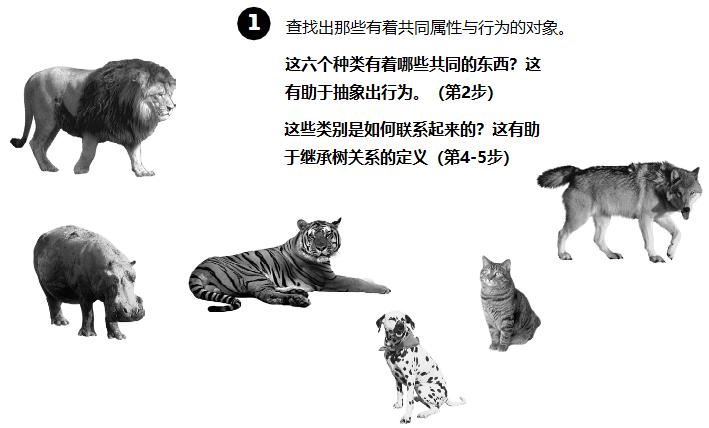 1 查找出那些有着共同属性与行为的对象。
这六个种类有着哪些共同的东西？这
有助于抽象出行为。（第2步）
这些类别是如何联系起来的？这有助
于继承树关系的定义（第4-5步）